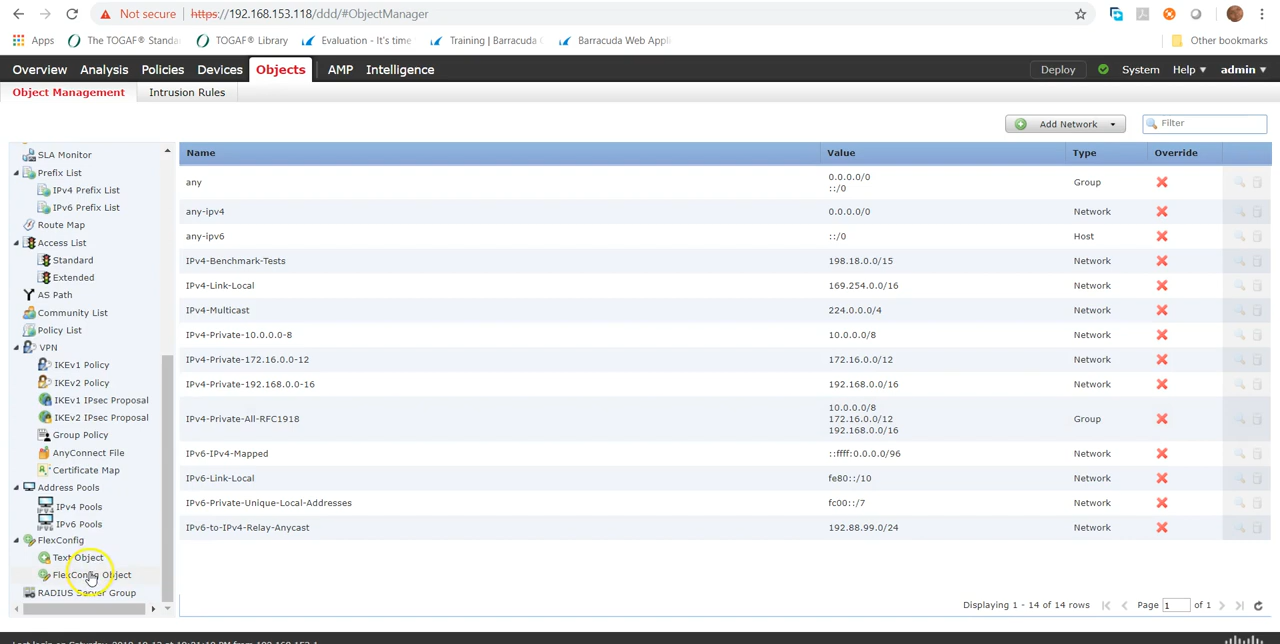 Not secure | https://192.168.153.118/ddd/#ObjectManager
Apps The TOGAF® Standa TOGAF® Library Evaluation - It's time Training | Barracuda Barracuda Web Appl Other bookmarks
Overview Analysis Policies Devices Objects AMP Intelligence Deploy System Help admin
Object Management Intrusion Rules
Add Network Filter
SLA Monitor
Prefix List
IPv4 Prefix List
IPv6 Prefix List
Route Map
Access List
Standard
Extended
AS Path
Community List
Policy List
VPN
IKEv1 Policy
IKEv2 Policy
IKEv1 IPsec Proposal
IKEv2 IPsec Proposal
Group Policy
AnyConnect File
Certificate Map
Address Pools
IPv4 Pools
IPv6 Pools
FlexConfig
Text Object
FlexConfig Object
RADIUS Server Group
Name Value Type Override
any 0.0.0.0/0 Group
::/0
any-ipv4 0.0.0.0/0 Network
any-ipv6 ::/0 Host
IPv4-Benchmark-Tests 198.18.0.0/15 Network
IPv4-Link-Local 169.254.0.0/16 Network
IPv4-Multicast 224.0.0.0/4 Network
IPv4-Private-10.0.0.0-8 10.0.0.0/8 Network
IPv4-Private-172.16.0.0-12 172.16.0.0/12 Network
IPv4-Private-192.168.0.0-16 192.168.0.0/16 Network
10.0.0.0/8
IPv4-Private-All-RFC1918 172.16.0.0/12 Group
192.168.0.0/16
IPv6-IPv4-Mapped ::ffff:0.0.0.0/96 Network
IPv6-Link-Local fe80::/10 Network
IPv6-Private-Unique-Local-Addresses fc00::/7 Network
IPv6-to-IPv4-Relay-Anycast 192.88.99.0/24 Network
Displaying 1 - 14 of 14 rows Page 1 of 1